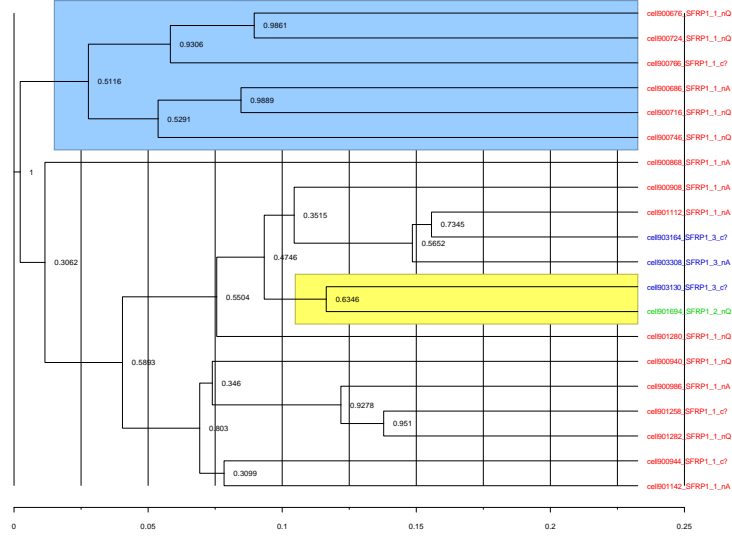 cell900676_SFRP1_1_nQ
0.9861
cell900724_SFRP1_1_nQ
0.9306
cell900766_SFRP1_1_c?
0.5116
cell900686_SFRP1_1_nA
0.9889
cell900716_SFRP1_1_nQ
0.5291
cell900746_SFRP1_1_nQ
cell900868_SFRP1_1_nA
1
cell900908_SFRP1_1_nA
0.3515
cell901112_SFRP1_1_nA
0.7345
cell903164_SFRP1_3_c?
0.5652
0.4746
0.3062
cell903308_SFRP1_3_nA
cell903130_SFRP1_3_c?
0.6346
0.5504
cell901694_SFRP1_2_nQ
cell901280_SFRP1_1_nQ
0.5893
cell900940_SFRP1_1_nQ
0.346
cell900986_SFRP1_1_nA
0.9278
cell901258_SFRP1_1_c?
0.951
0.803
cell901282_SFRP1_1_nQ
cell900944_SFRP1_1_c?
0.3099
cell901142_SFRP1_1_nA
0 0.05 0.1 0.15 0.2 0.25